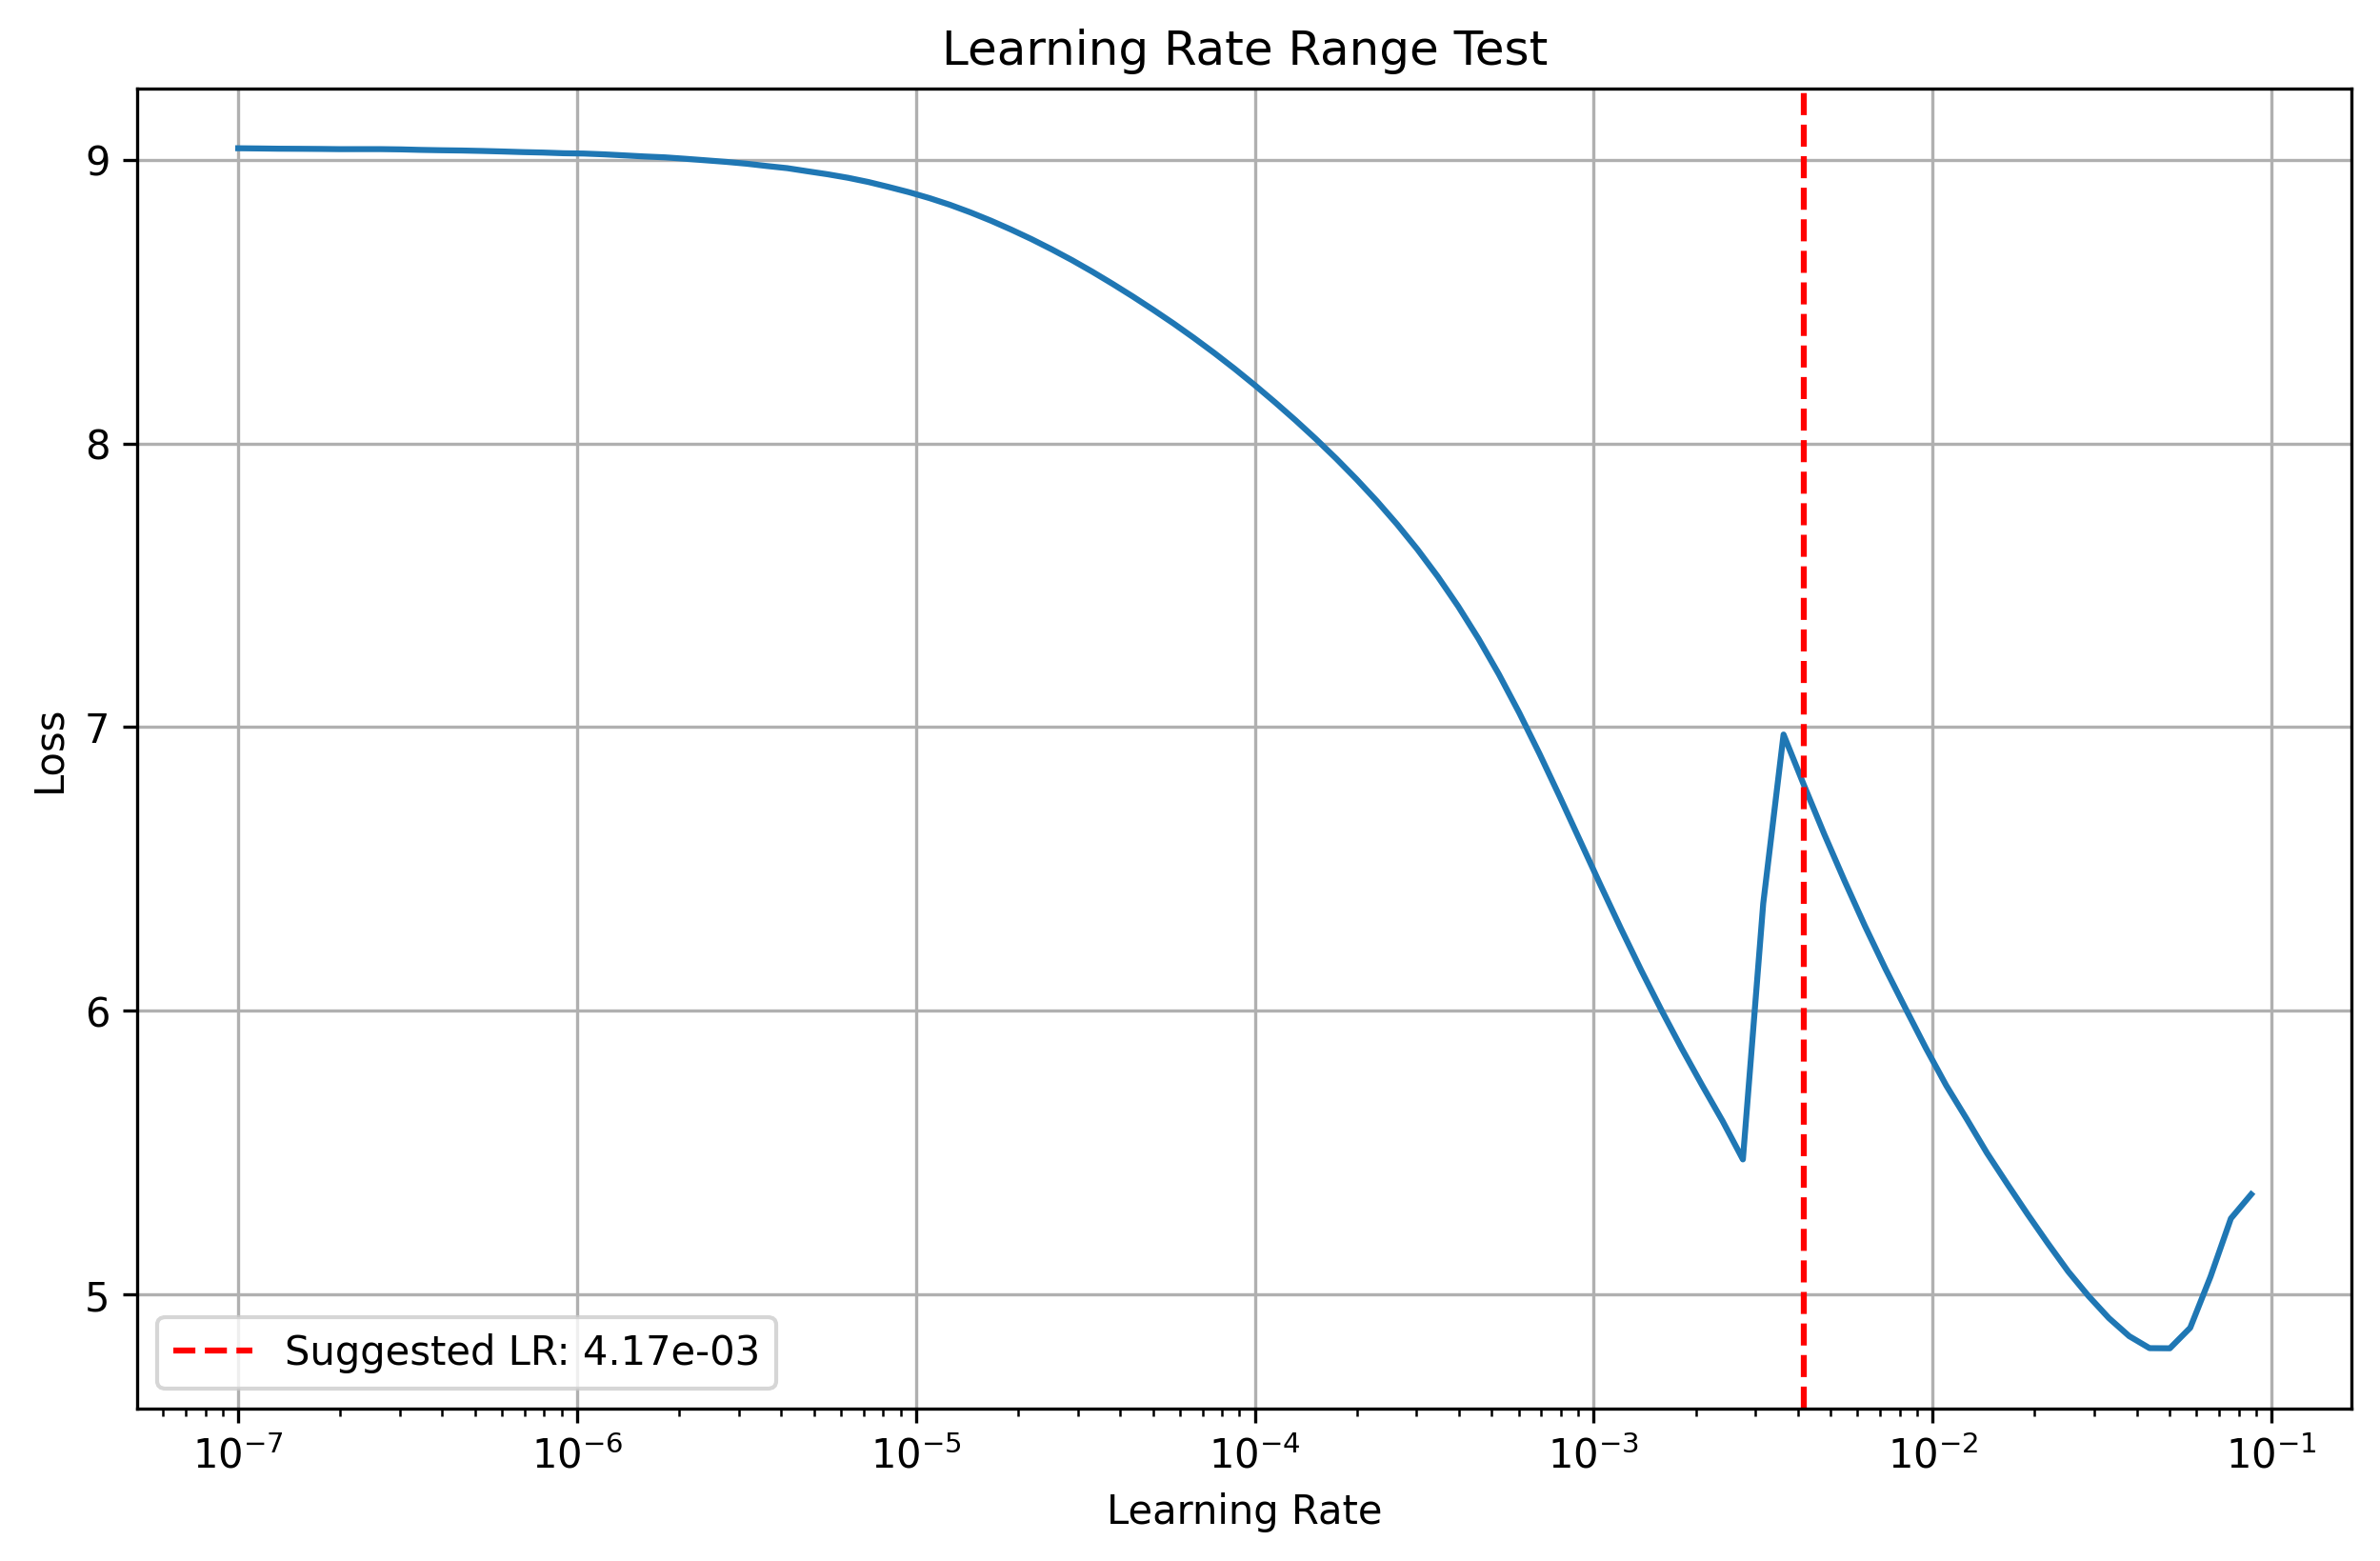 Learning Rate Range Test
Loss
9
8
7
6
5
Suggested LR: 4.17e-03
10⁻⁷ 10⁻⁶ 10⁻⁵ 10⁻⁴ 10⁻³ 10⁻² 10⁻¹
Learning Rate